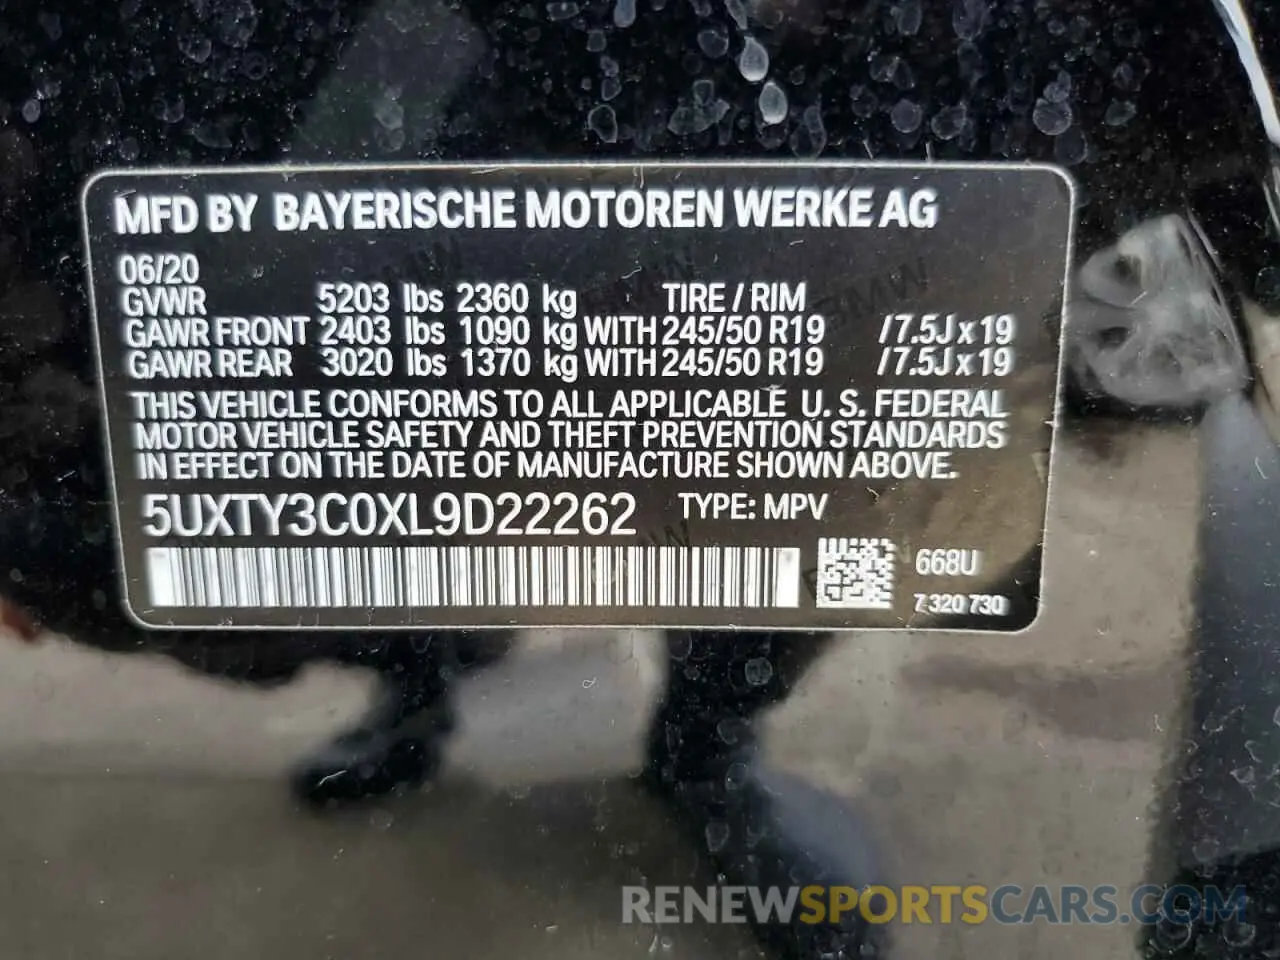 MFD BY BAYERISCHE MOTOREN WERKE AG
06/20
GVWR 5203 lbs 2360 kg TIRE / RIM
GAWR FRONT 2403 lbs 1090 kg WITH 245/50 R19 / 7.5J x 19
GAWR REAR 3020 lbs 1370 kg WITH 245/50 R19 / 7.5J x 19
THIS VEHICLE CONFORMS TO ALL APPLICABLE U. S. FEDERAL
MOTOR VEHICLE SAFETY AND THEFT PREVENTION STANDARDS
IN EFFECT ON THE DATE OF MANUFACTURE SHOWN ABOVE.
5UXTY3C0XL9D22262 TYPE: MPV
668U
7 320 730
RENEWSPORTSCARS.COM